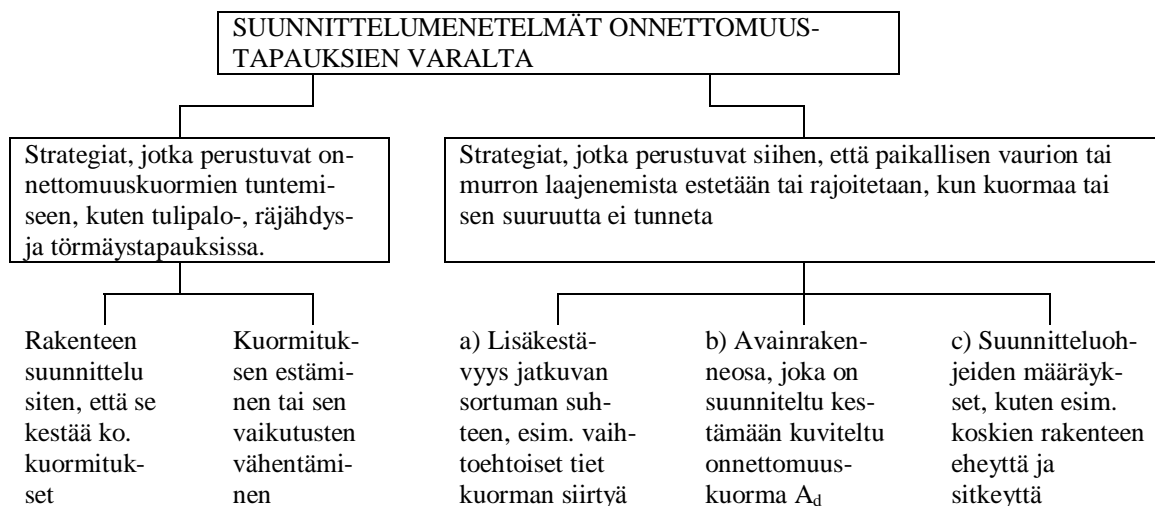 SUUNNITTELUMENETELMÄT ONNETTOMUUS-
TAPAUKSIEN VARALTA
Strategiat, jotka perustuvat on-
nettomuuskuormien tuntemi-
seen, kuten tulipalo-, räjähdys-
ja törmäystapauksissa.
Strategiat, jotka perustuvat siihen, että paikallisen vaurion tai
murron laajenemista estetään tai rajoitetaan, kun kuormaa tai
sen suuruutta ei tunneta
Rakenteen
suunnittelu
siten, että se
kestää ko.
kuormituk-
set
Kuormituk-
sen estämi-
nen tai sen
vaikutusten
vähentämi-
nen
a) Lisäkestä-
vyys jatkuvan
sortuman suh-
teen, esim. vaih-
toehtoiset tiet
kuorman siirtyä
b) Avainraken-
neosa, joka on
suunniteltu kes-
tämään kuviteltu
onnettomuus-
kuorma Ad
c) Suunnitteluoh-
jeiden määräyk-
set, kuten esim.
koskien rakenteen
eheyttä ja
sitkeyttä